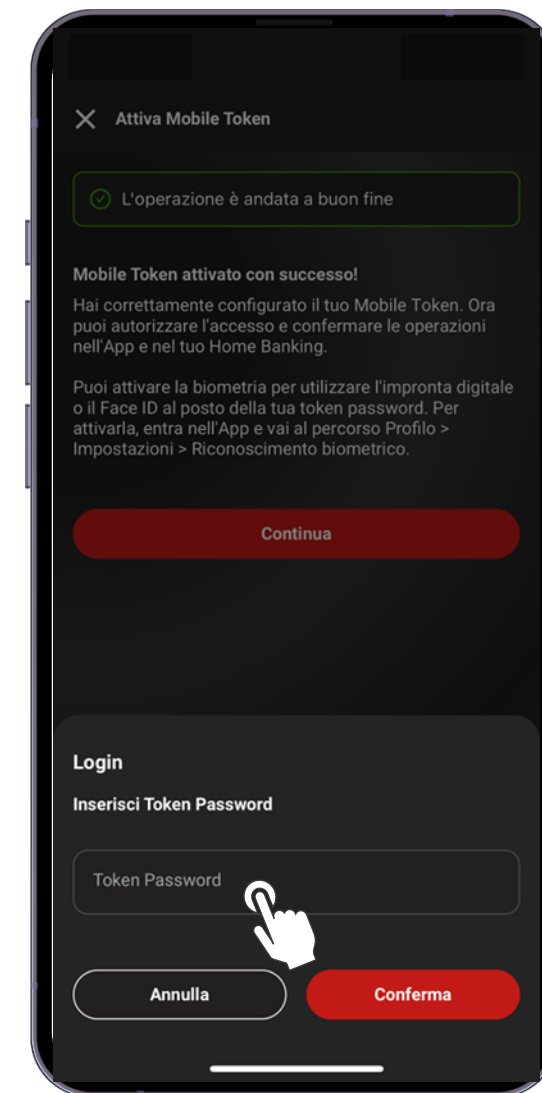 Attiva Mobile Token
L'operazione è andata a buon fine
Mobile Token attivato con successo!
Hai correttamente configurato il tuo Mobile Token. Ora
puoi autorizzare l'accesso e confermare le operazioni
nell'App e nel tuo Home Banking.
Puoi attivare la biometria per utilizzare l'impronta digitale
o il Face ID al posto della tua token password. Per
attivarla, entra nell'App e vai al percorso Profilo >
Impostazioni > Riconoscimento biometrico.
Continua
Login
Inserisci Token Password
Token Password
Annulla
Conferma